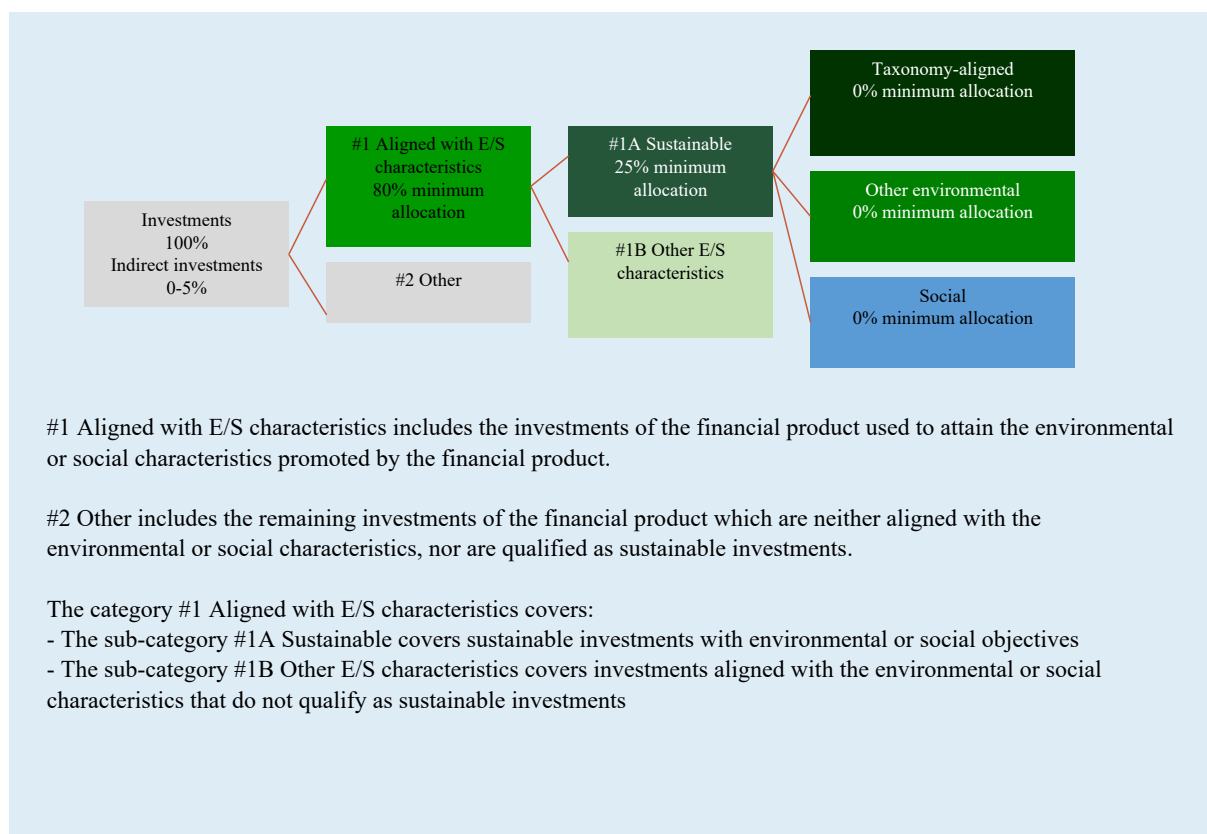 Taxonomy-aligned
0% minimum allocation
#1 Aligned with E/S
characteristics
80% minimum
allocation
#1A Sustainable
25% minimum
allocation
Other environmental
0% minimum allocation
Investments
100%
Indirect investments
0-5%
#2 Other
#1B Other E/S
characteristics
Social
0% minimum allocation
#1 Aligned with E/S characteristics includes the investments of the financial product used to attain the environmental
or social characteristics promoted by the financial product.
#2 Other includes the remaining investments of the financial product which are neither aligned with the
environmental or social characteristics, nor are qualified as sustainable investments.
The category #1 Aligned with E/S characteristics covers:
- The sub-category #1A Sustainable covers sustainable investments with environmental or social objectives
- The sub-category #1B Other E/S characteristics covers investments aligned with the environmental or social
characteristics that do not qualify as sustainable investments